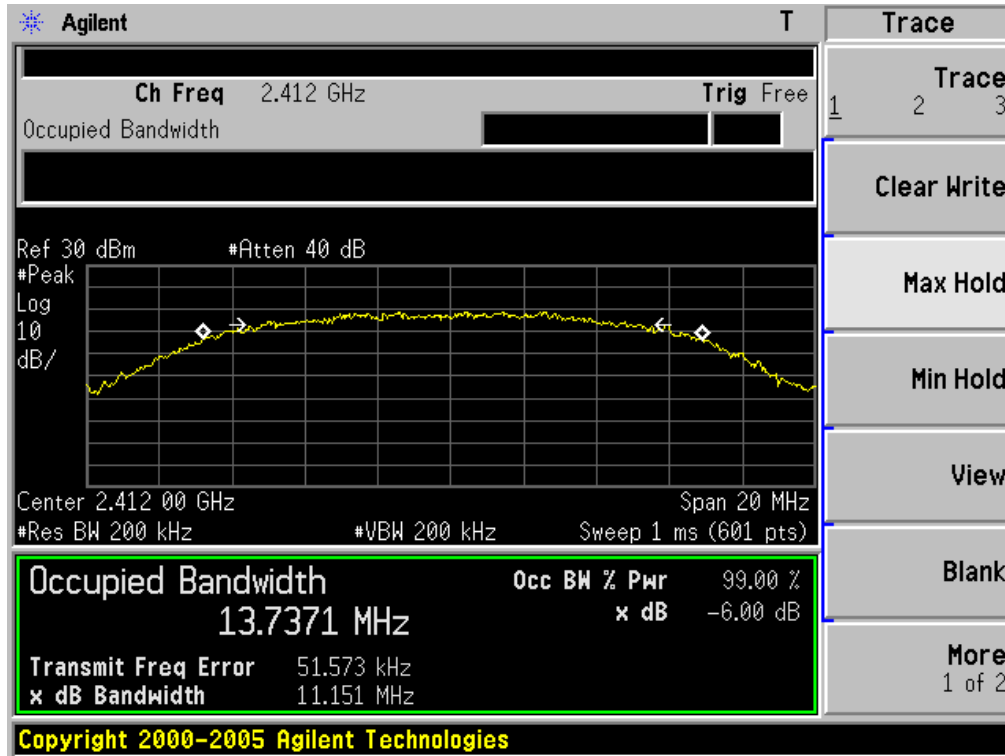 Agilent T Trace
Ch Freq 2.412 GHz Trig Free
Occupied Bandwidth
Trace
1 2 3
Clear Write
Max Hold
Min Hold
View
Blank
More
1 of 2
Ref 30 dBm #Atten 40 dB
#Peak
Log
10
dB/
Center 2.412 00 GHz Span 20 MHz
#Res BW 200 kHz #VBW 200 kHz Sweep 1 ms (601 pts)
Occupied Bandwidth Occ BW % Pwr 99.00 %
13.7371 MHz x dB -6.00 dB
Transmit Freq Error 51.573 kHz
x dB Bandwidth 11.151 MHz
Copyright 2000-2005 Agilent Technologies